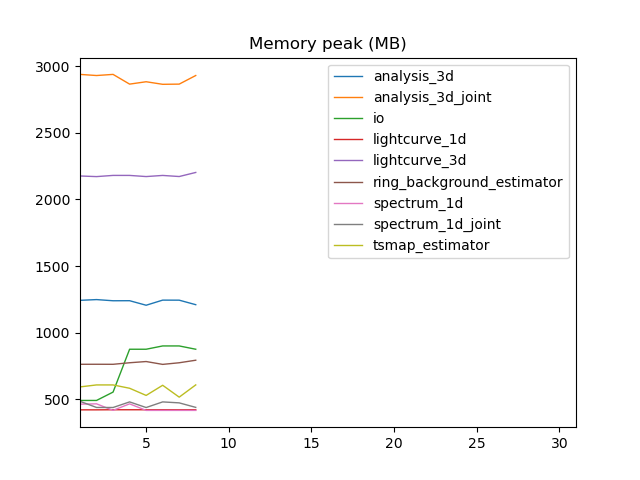 Memory peak (MB)
3000
2500
2000
1500
1000
500
5
10
15
20
25
30
analysis_3d
analysis_3d_joint
io
lightcurve_1d
lightcurve_3d
ring_background_estimator
spectrum_1d
spectrum_1d_joint
tsmap_estimator